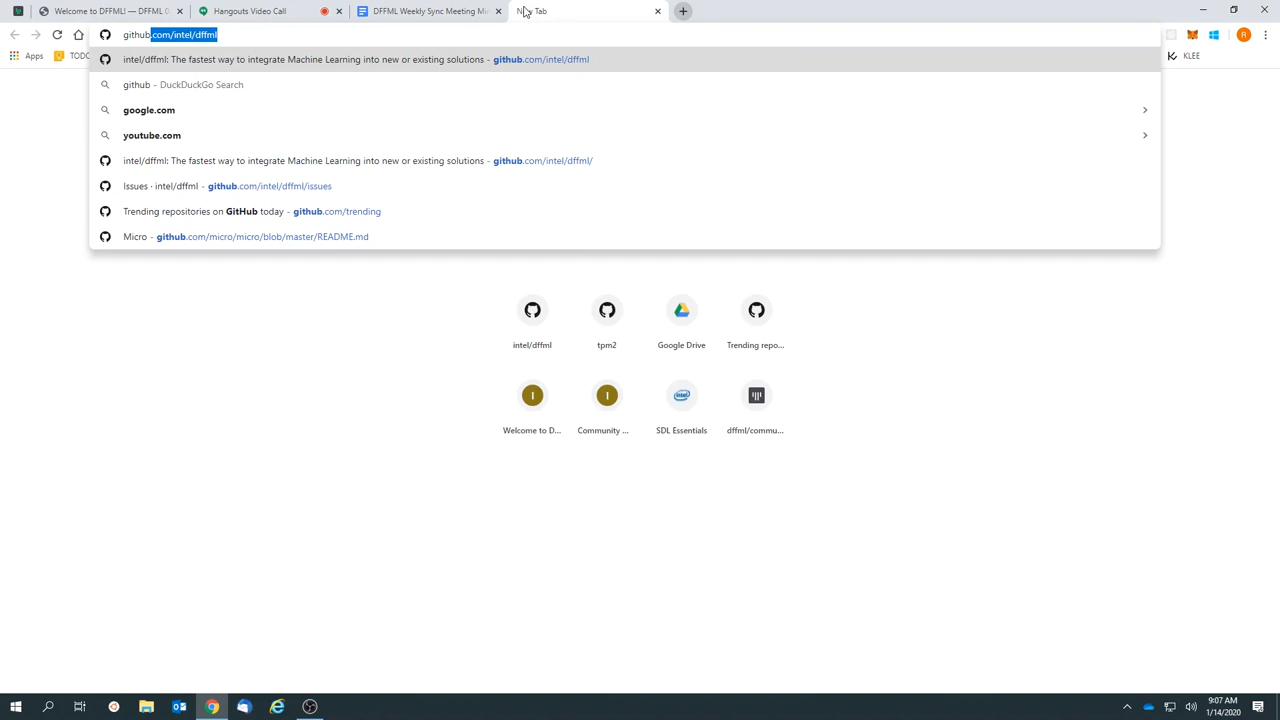 Welcome to DFFML! — DFFML 0
Hangouts Video Call
DFFML Weekly Sync Meeting Mi
New Tab
github.com/intel/dffml
R
Apps
TODO
KLEE
intel/dffml: The fastest way to integrate Machine Learning into new or existing solutions - github.com/intel/dffml
github - DuckDuckGo Search
google.com
youtube.com
intel/dffml: The fastest way to integrate Machine Learning into new or existing solutions - github.com/intel/dffml/
Issues · intel/dffml - github.com/intel/dffml/issues
Trending repositories on GitHub today - github.com/trending
Micro - github.com/micro/micro/blob/master/README.md
intel/dffml
tpm2
Google Drive
Trending repo...
I
I
intel
Welcome to D...
Community ...
SDL Essentials
dffml/commu...
9:07 AM
1/14/2020